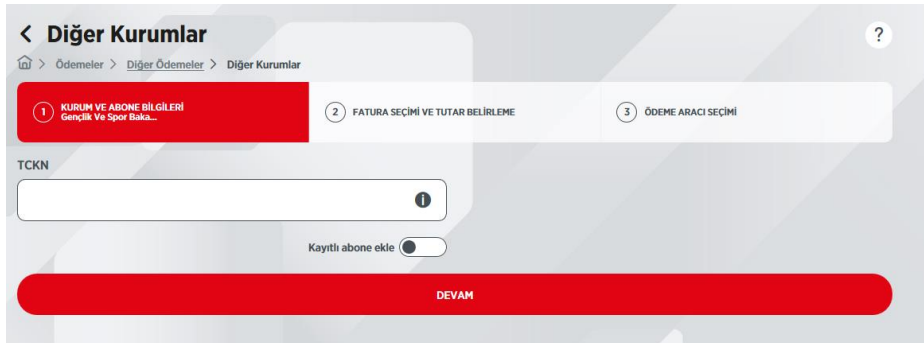 Diğer Kurumlar
?
Ödemeler > Diğer Ödemeler > Diğer Kurumlar
1 KURUM VE ABONE BİLGİLERİ
Gençlik Ve Spor Baka...
2 FATURA SEÇİMİ VE TUTAR BELİRLEME
3 ÖDEME ARACI SEÇİMİ
TCKN
Kayıtlı abone ekle
DEVAM